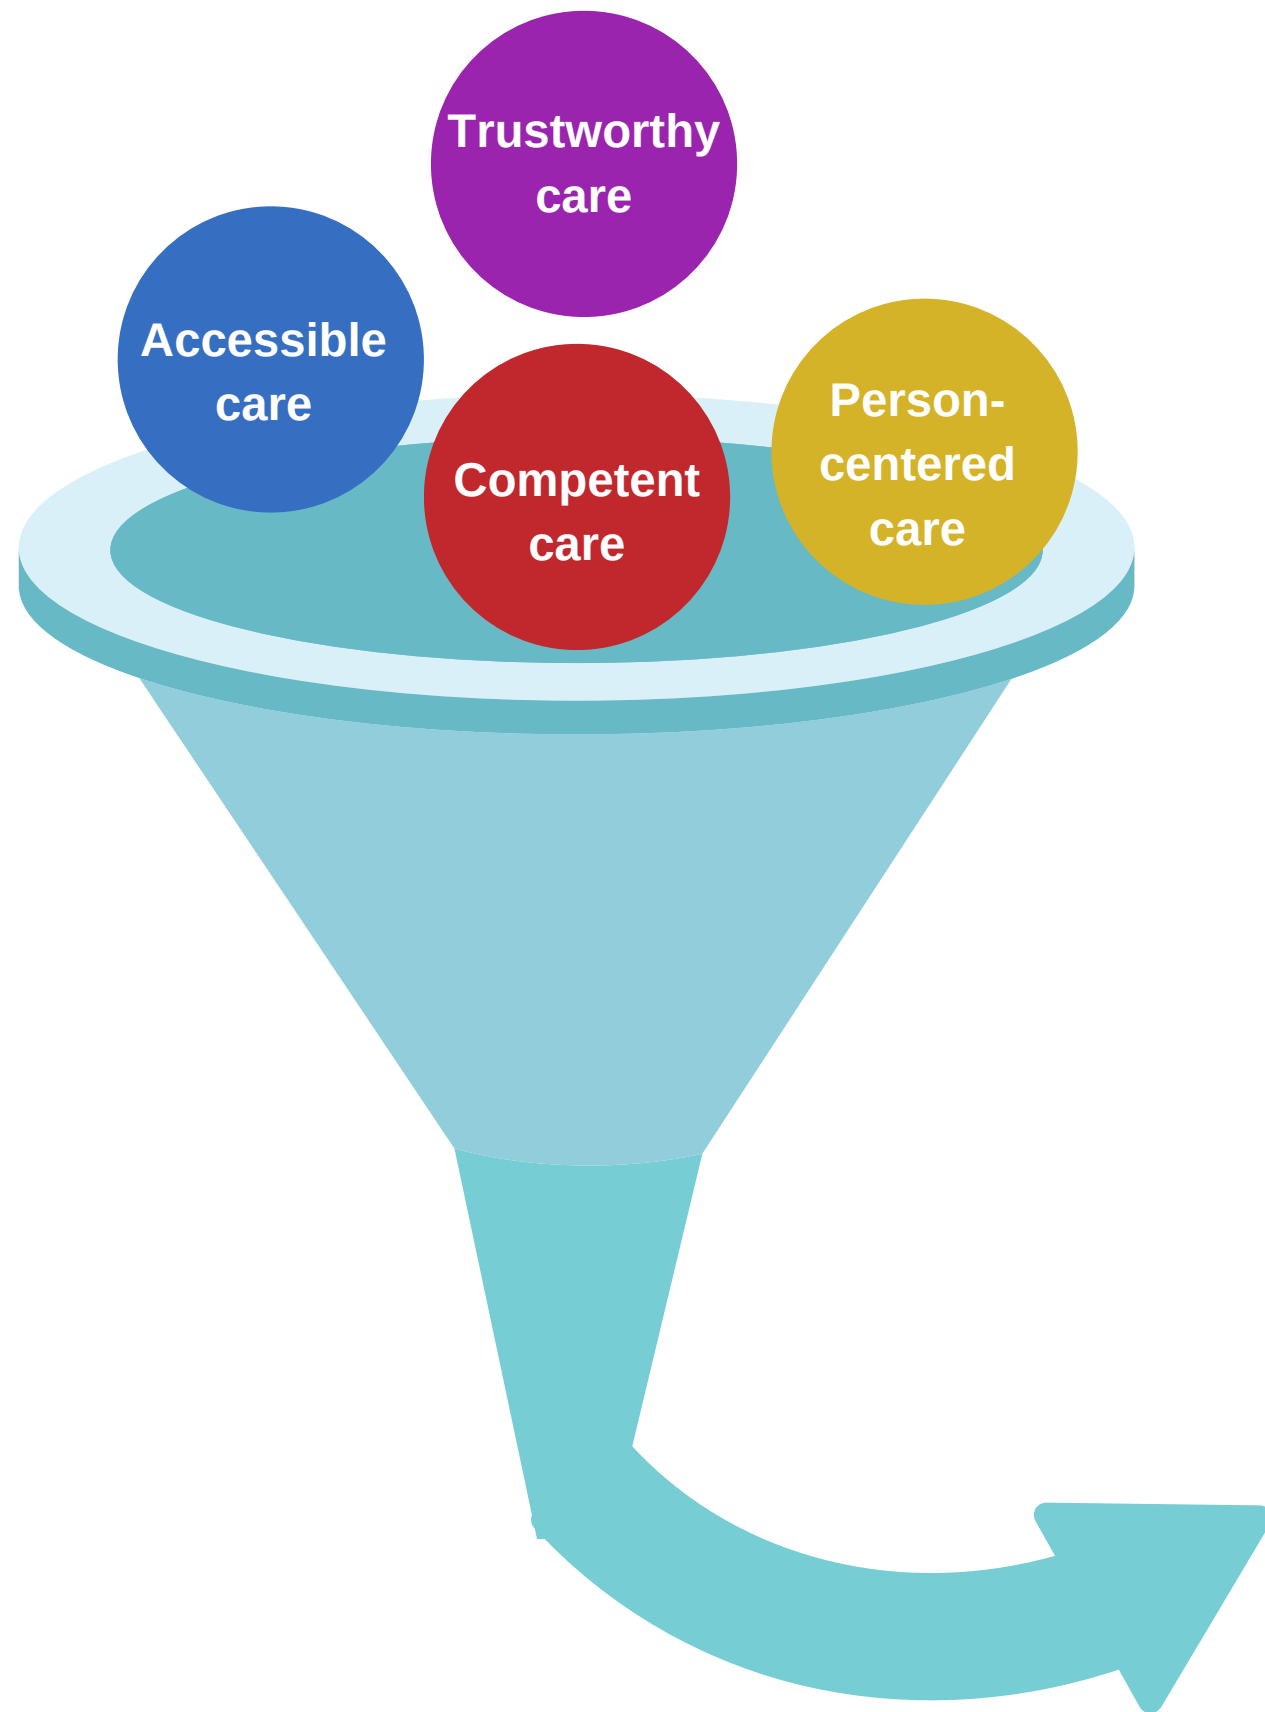 Trustworthy
care
Accessible
care
Person-
centered
care
Competent
care